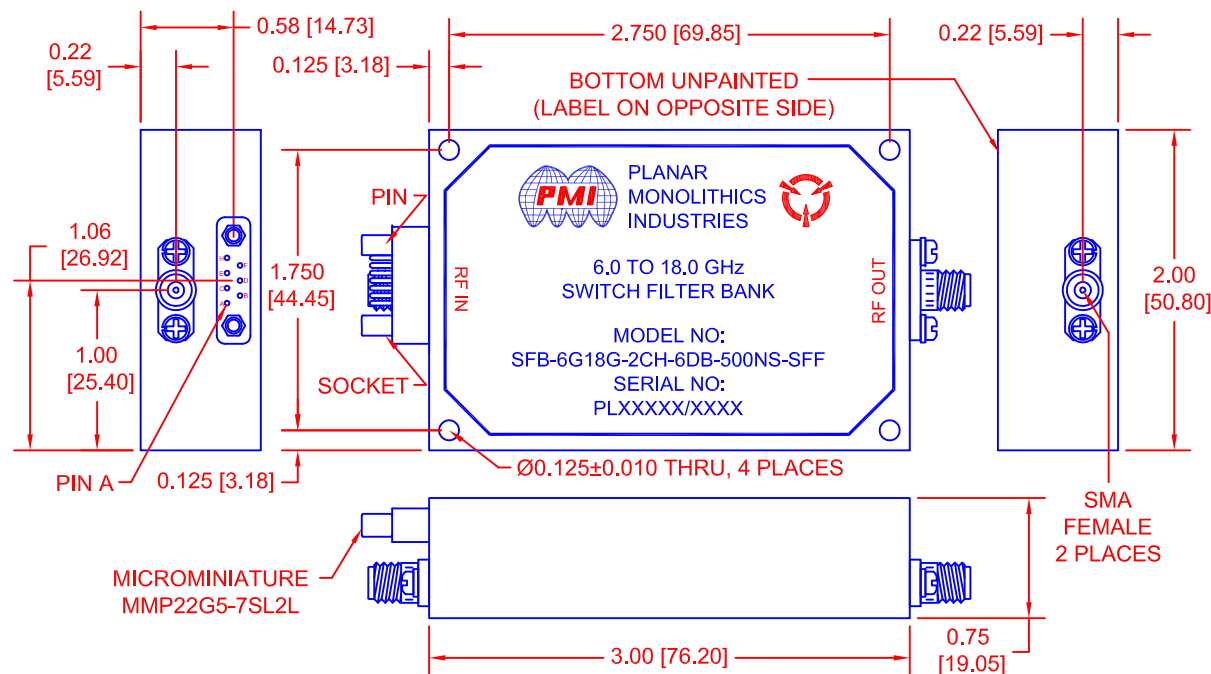 0.58 [14.73]
2.750 [69.85]
0.22 [5.59]
0.22
[5.59]
0.125 [3.18]
BOTTOM UNPAINTED
(LABEL ON OPPOSITE SIDE)
PMI
PLANAR
MONOLITHICS
INDUSTRIES
PIN
1.06
[26.92]
H
F
E
D
C
B
A
1.750
[44.45]
RF IN
6.0 TO 18.0 GHz
SWITCH FILTER BANK
RF OUT
2.00
[50.80]
MODEL NO:
SFB-6G18G-2CH-6DB-500NS-SFF
SERIAL NO:
PLXXXXX/XXXX
1.00
[25.40]
SOCKET
PIN A
0.125 [3.18]
Ø0.125±0.010 THRU, 4 PLACES
SMA
FEMALE
2 PLACES
MICROMINIATURE
MMP22G5-7SL2L
3.00 [76.20]
0.75
[19.05]